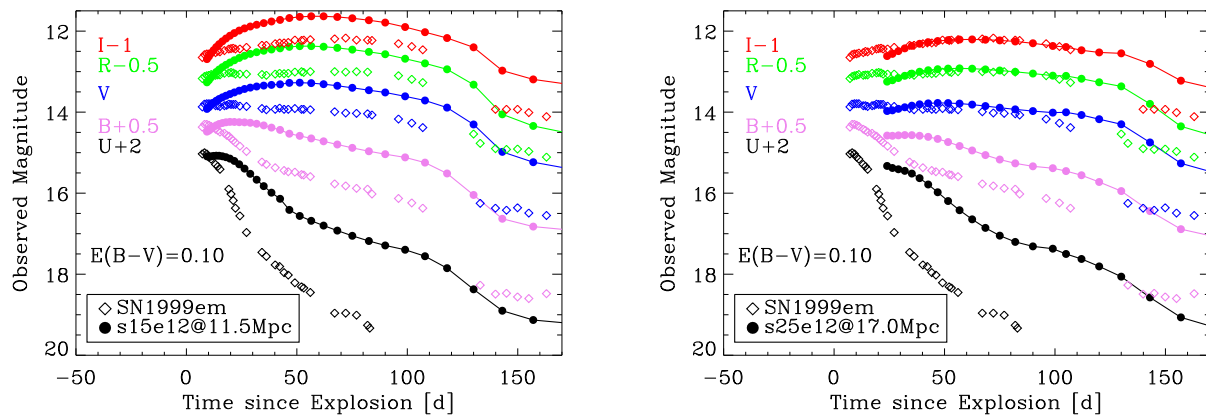 12
14
16
18
20
Observed Magnitude
I−1
R−0.5
V
B+0.5
U+2
E(B−V)=0.10
SN1999em
s15e12@11.5Mpc
−50 0 50 100 150
Time since Explosion [d]
12
14
16
18
20
Observed Magnitude
I−1
R−0.5
V
B+0.5
U+2
E(B−V)=0.10
SN1999em
s25e12@17.0Mpc
−50 0 50 100 150
Time since Explosion [d]